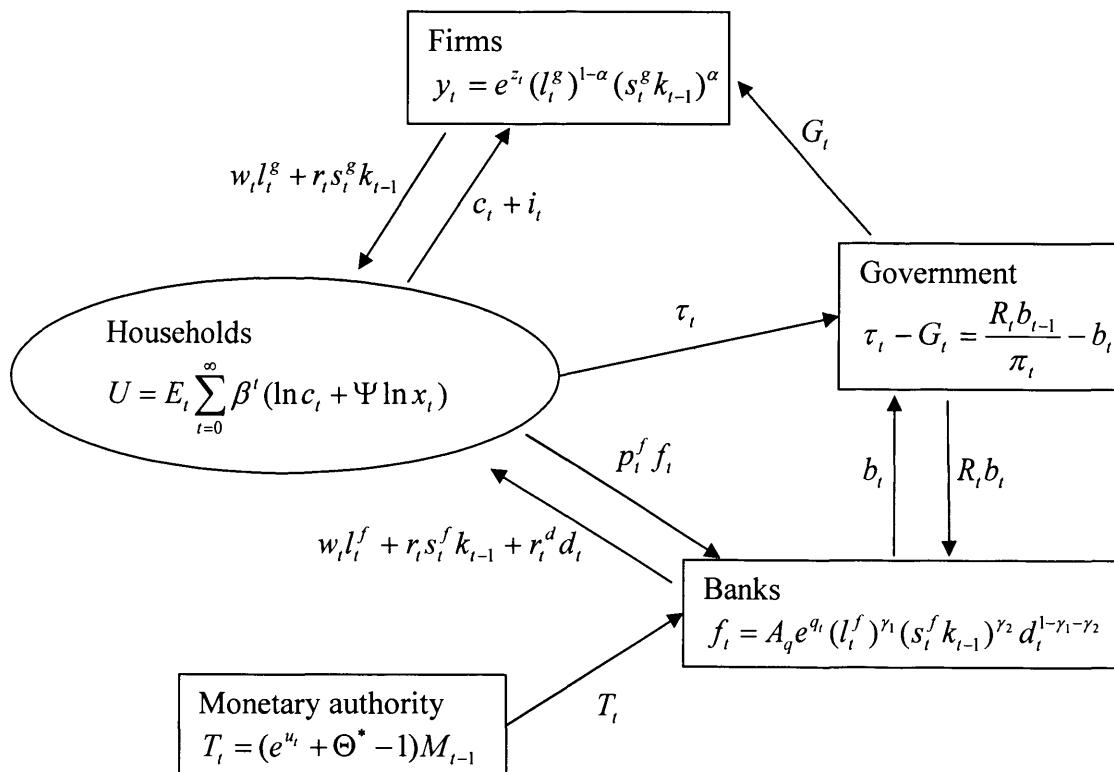 Firms
y_t = e^{z_t} (l_t^g)^{1-α} (s_t^g k_{t-1})^α
G_t
w_t l_t^g + r_t s_t^g k_{t-1}
c_t + i_t
Government
τ_t − G_t = \frac{R_t b_{t-1}}{π_t} − b_t
τ_t
Households
U = E_t \sum_{t=0}^{∞} β^t (ln c_t + Ψ ln x_t)
p_t^f f_t
b_t
R_t b_t
w_t l_t^f + r_t s_t^f k_{t-1} + r_t^d d_t
Banks
f_t = A_q e^{q_t} (l_t^f)^{γ_1} (s_t^f k_{t-1})^{γ_2} d_t^{1-γ_1-γ_2}
Monetary authority
T_t = (e^{u_t} + Θ^* − 1)M_{t-1}
T_t